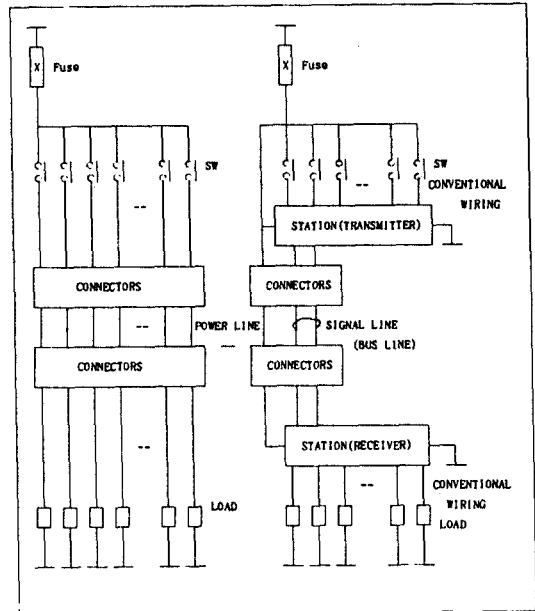 X Fuse
SW
--
CONNECTORS
--
CONNECTORS
--
LOAD
X Fuse
SW
--
CONVENTIONAL
WIRING
STATION(TRANSMITTER)
CONNECTORS
POWER LINE
SIGNAL LINE
(BUS LINE)
CONNECTORS
STATION(RECEIVER)
--
CONVENTIONAL
WIRING
LOAD